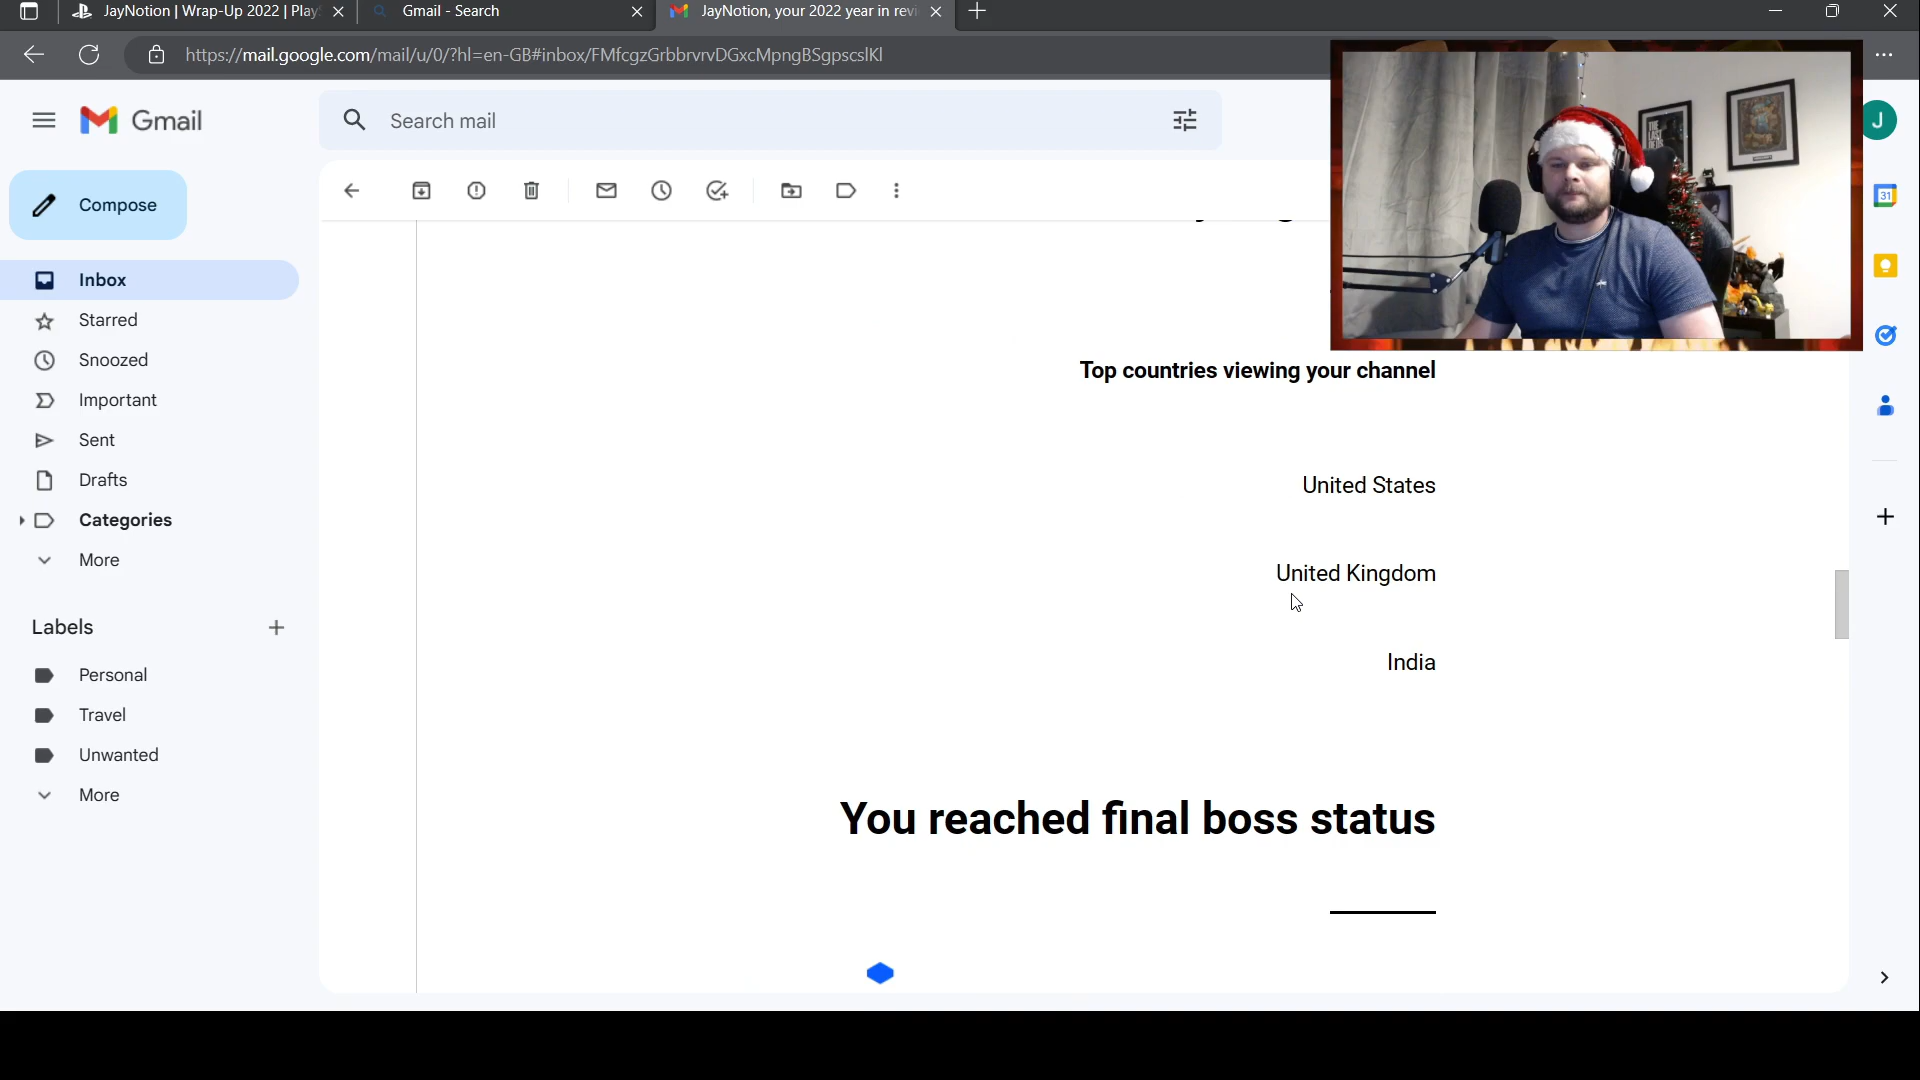 JayNotion | Wrap-Up 2022 | Play
Gmail - Search
JayNotion, your 2022 year in revi
https://mail.google.com/mail/u/0/?hl=en-GB#inbox/FMfcgzGrbbrvrvDGxcMpngBSgpscslKl
Gmail
Search mail
J
Compose
31
Inbox
Starred
Snoozed
Important
Sent
Drafts
Categories
More
Labels
Personal
Travel
Unwanted
More
Top countries viewing your channel
United States
United Kingdom
India
You reached final boss status